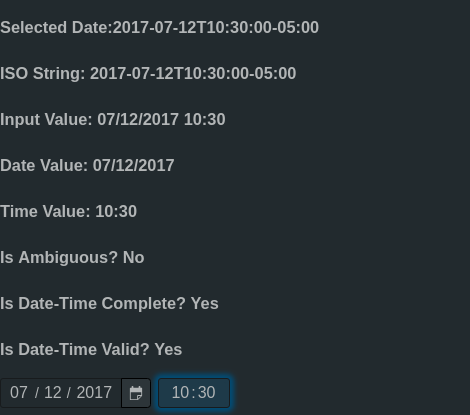 Selected Date:2017-07-12T10:30:00-05:00
ISO String: 2017-07-12T10:30:00-05:00
Input Value: 07/12/2017 10:30
Date Value: 07/12/2017
Time Value: 10:30
Is Ambiguous? No
Is Date-Time Complete? Yes
Is Date-Time Valid? Yes
07 / 12 / 2017 10:30